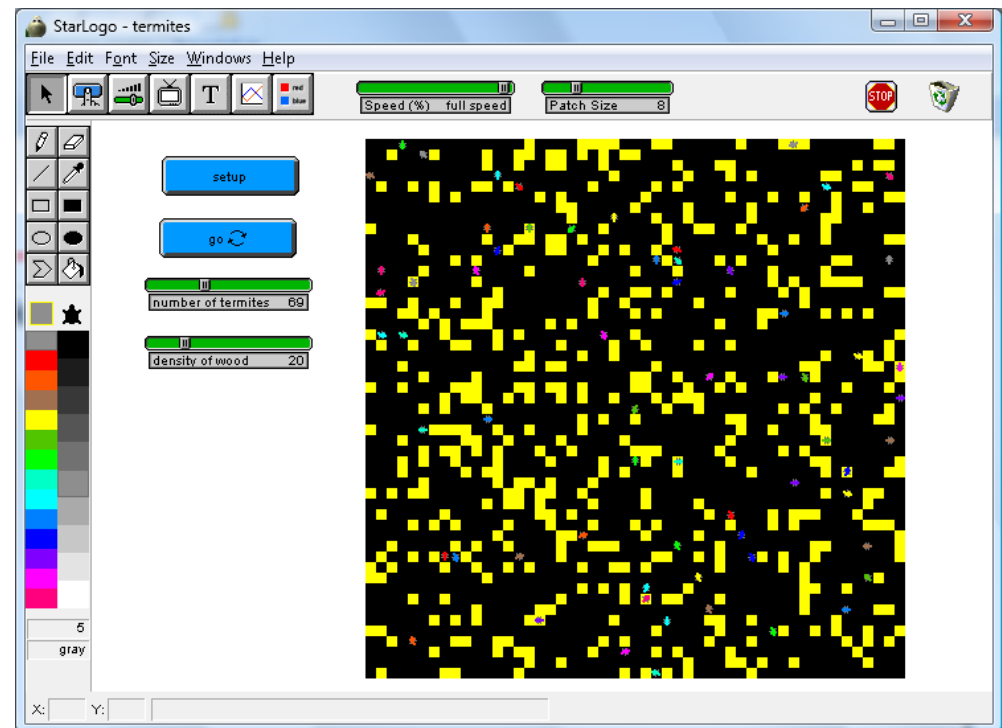 StarLogo - termites
File Edit Font Size Windows Help
T
red
blue
Speed (%) full speed
Patch Size 8
STOP
setup
go
number of termites 69
density of wood 20
5
gray
X: Y: